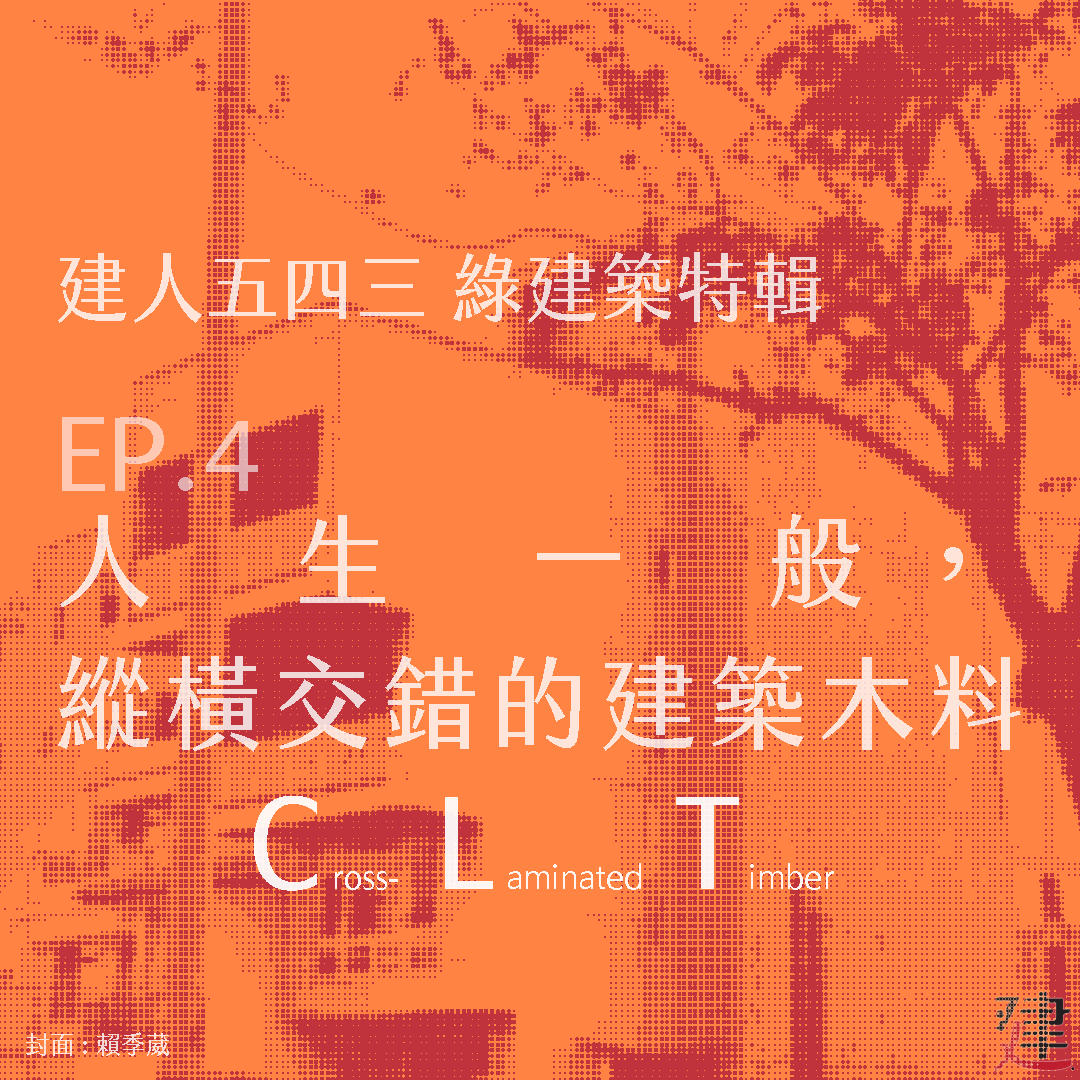 建人五四三 綠建築特輯
EP.4
人生一般，
縱橫交錯的建築木料
Cross- Laminated Timber
封面：賴季葳
建